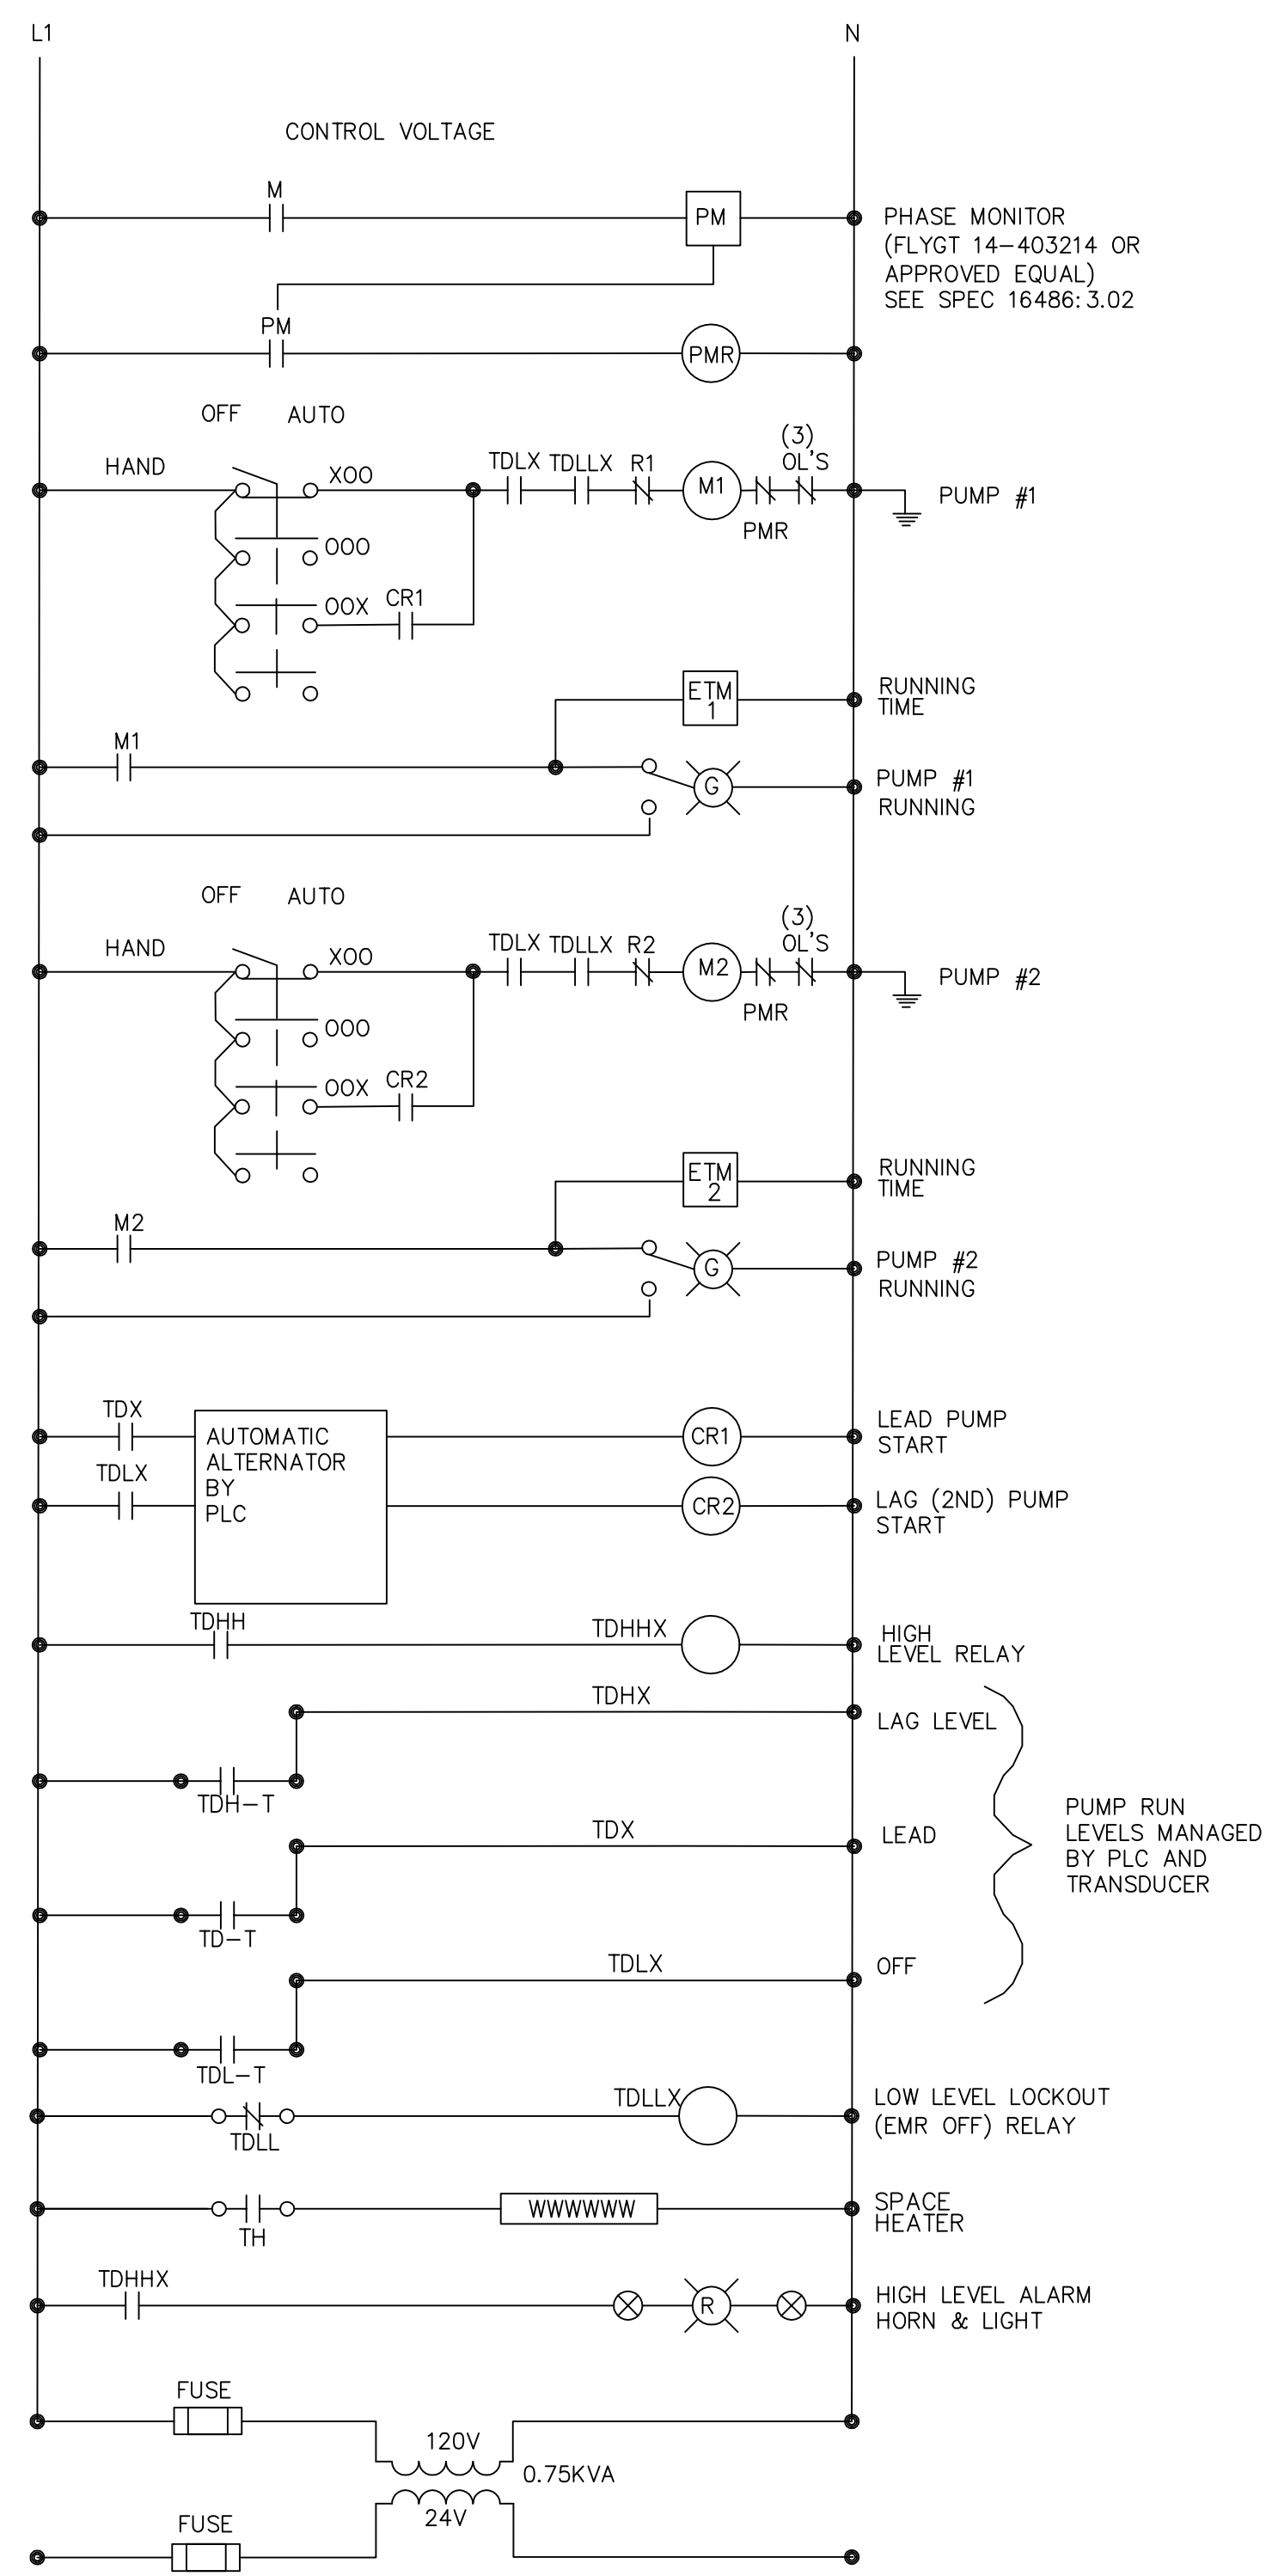 L1
N
CONTROL VOLTAGE
M
PM
PHASE MONITOR
(FLYGT 14-403214 OR
APPROVED EQUAL)
SEE SPEC 16486:3.02
PM
PMR
OFF AUTO
HAND
XOO
TDLX TDLLX R1
M1
PMR
(3)
OL'S
PUMP #1
OOO
OOX
CR1
ETM
1
RUNNING
TIME
M1
G
PUMP #1
RUNNING
OFF AUTO
HAND
XOO
TDLX TDLLX R2
M2
PMR
(3)
OL'S
PUMP #2
OOO
OOX
CR2
ETM
2
RUNNING
TIME
M2
G
PUMP #2
RUNNING
TDX
TDLX
AUTOMATIC
ALTERNATOR
BY
PLC
CR1
LEAD PUMP
START
CR2
LAG (2ND) PUMP
START
TDHH
TDHHX
HIGH
LEVEL RELAY
TDHX
LAG LEVEL
TDH-T
TDX
LEAD
TD-T
PUMP RUN
LEVELS MANAGED
BY PLC AND
TRANSDUCER
TDLX
OFF
TDL-T
TDLL
TDLLX
LOW LEVEL LOCKOUT
(EMR OFF) RELAY
TH
WWWWWW
SPACE
HEATER
TDHHX
R
HIGH LEVEL ALARM
HORN & LIGHT
FUSE
120V
0.75KVA
24V
FUSE